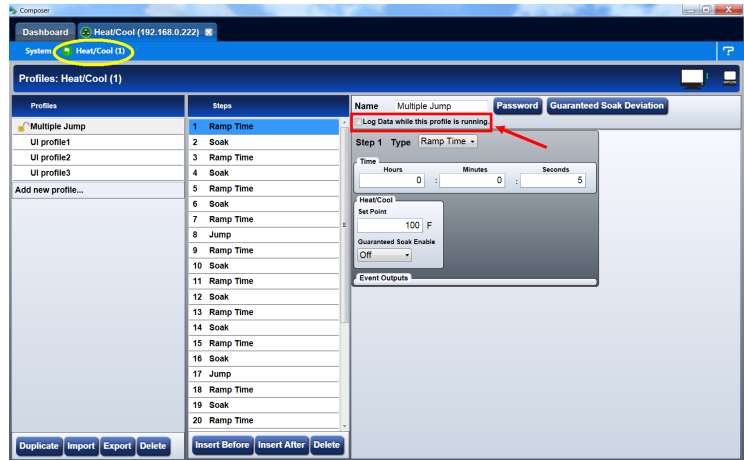 Composer
Dashboard Heat/Cool (192.168.0.222)
System Heat/Cool (1)
?
Profiles: Heat/Cool (1)
Profiles
Multiple Jump
UI profile1
UI profile2
UI profile3
Add new profile...
Duplicate Import Export Delete
Steps
1 Ramp Time
2 Soak
3 Ramp Time
4 Soak
5 Ramp Time
6 Soak
7 Ramp Time
8 Jump
9 Ramp Time
10 Soak
11 Ramp Time
12 Soak
13 Ramp Time
14 Soak
15 Ramp Time
16 Soak
17 Jump
18 Ramp Time
19 Soak
20 Ramp Time
Insert Before Insert After Delete
Name Multiple Jump Password Guaranteed Soak Deviation
Log Data while this profile is running.
Step 1 Type Ramp Time
Time
Hours Minutes Seconds
0 : 0 : 5
Heat/Cool
Set Point
100 F
Guaranteed Soak Enable
Off
Event Outputs